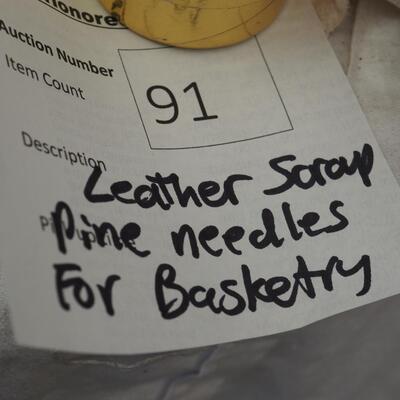 Auction Number
Item Count
91
Description
Leather Scrap
Pine needles
For Basketry